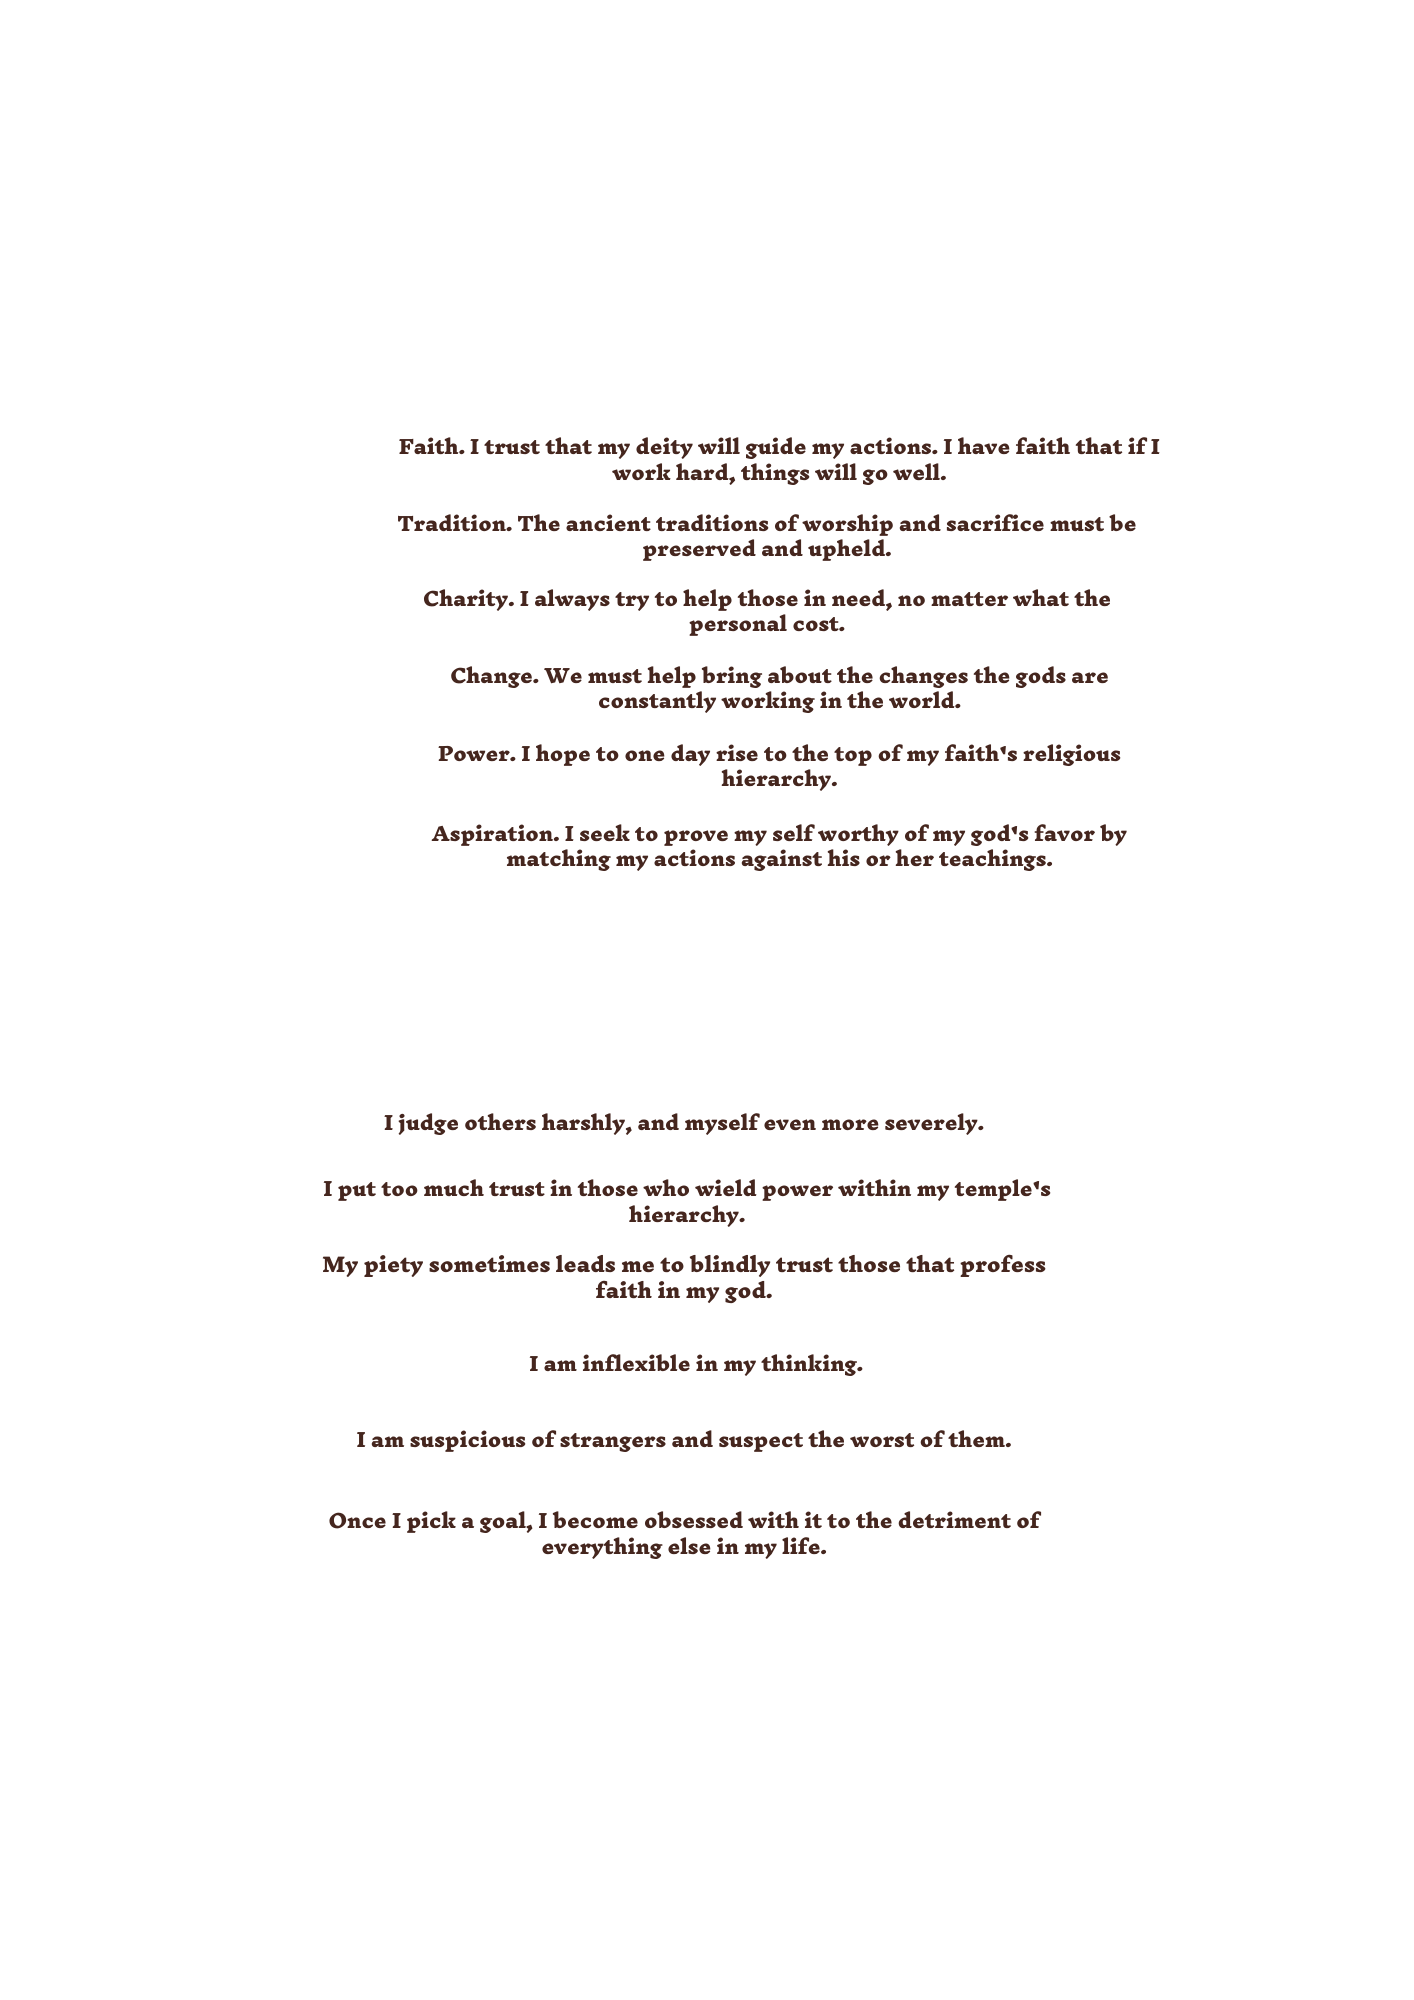 Faith. I trust that my deity will guide my actions. I have faith that if I
work hard, things will go well.
Tradition. The ancient traditions of worship and sacrifice must be
preserved and upheld.
Charity. I always try to help those in need, no matter what the
personal cost.
Change. We must help bring about the changes the gods are
constantly working in the world.
Power. I hope to one day rise to the top of my faith's religious
hierarchy.
Aspiration. I seek to prove my self worthy of my god's favor by
matching my actions against his or her teachings.
I judge others harshly, and myself even more severely.
I put too much trust in those who wield power within my temple's
hierarchy.
My piety sometimes leads me to blindly trust those that profess
faith in my god.
I am inflexible in my thinking.
I am suspicious of strangers and suspect the worst of them.
Once I pick a goal, I become obsessed with it to the detriment of
everything else in my life.